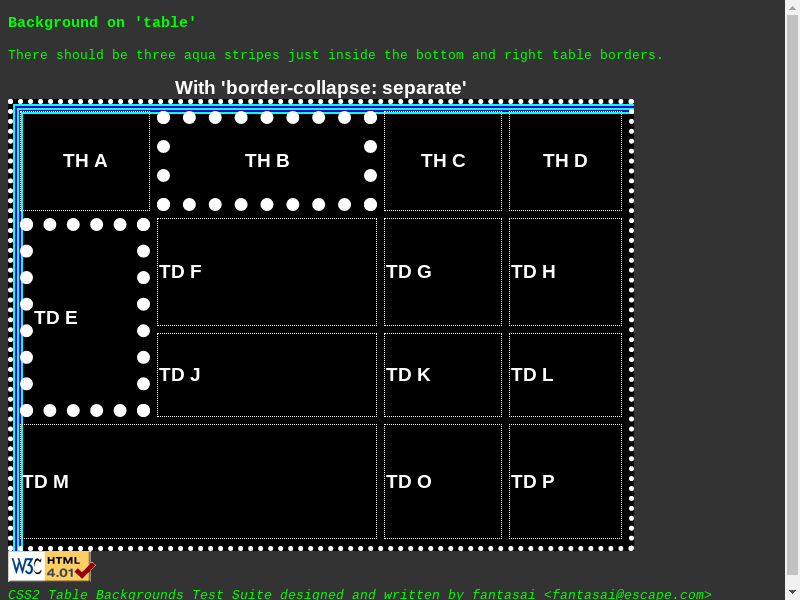 Background on 'table'
There should be three aqua stripes just inside the bottom and right table borders.
With 'border-collapse: separate'
TH A TH B TH C TH D
TD E TD F TD G TD H
TD J TD K TD L
TD M TD O TD P
W3C HTML 4.01
CSS2 Table Backgrounds Test Suite designed and written by fantasai <fantasai@escape.com>